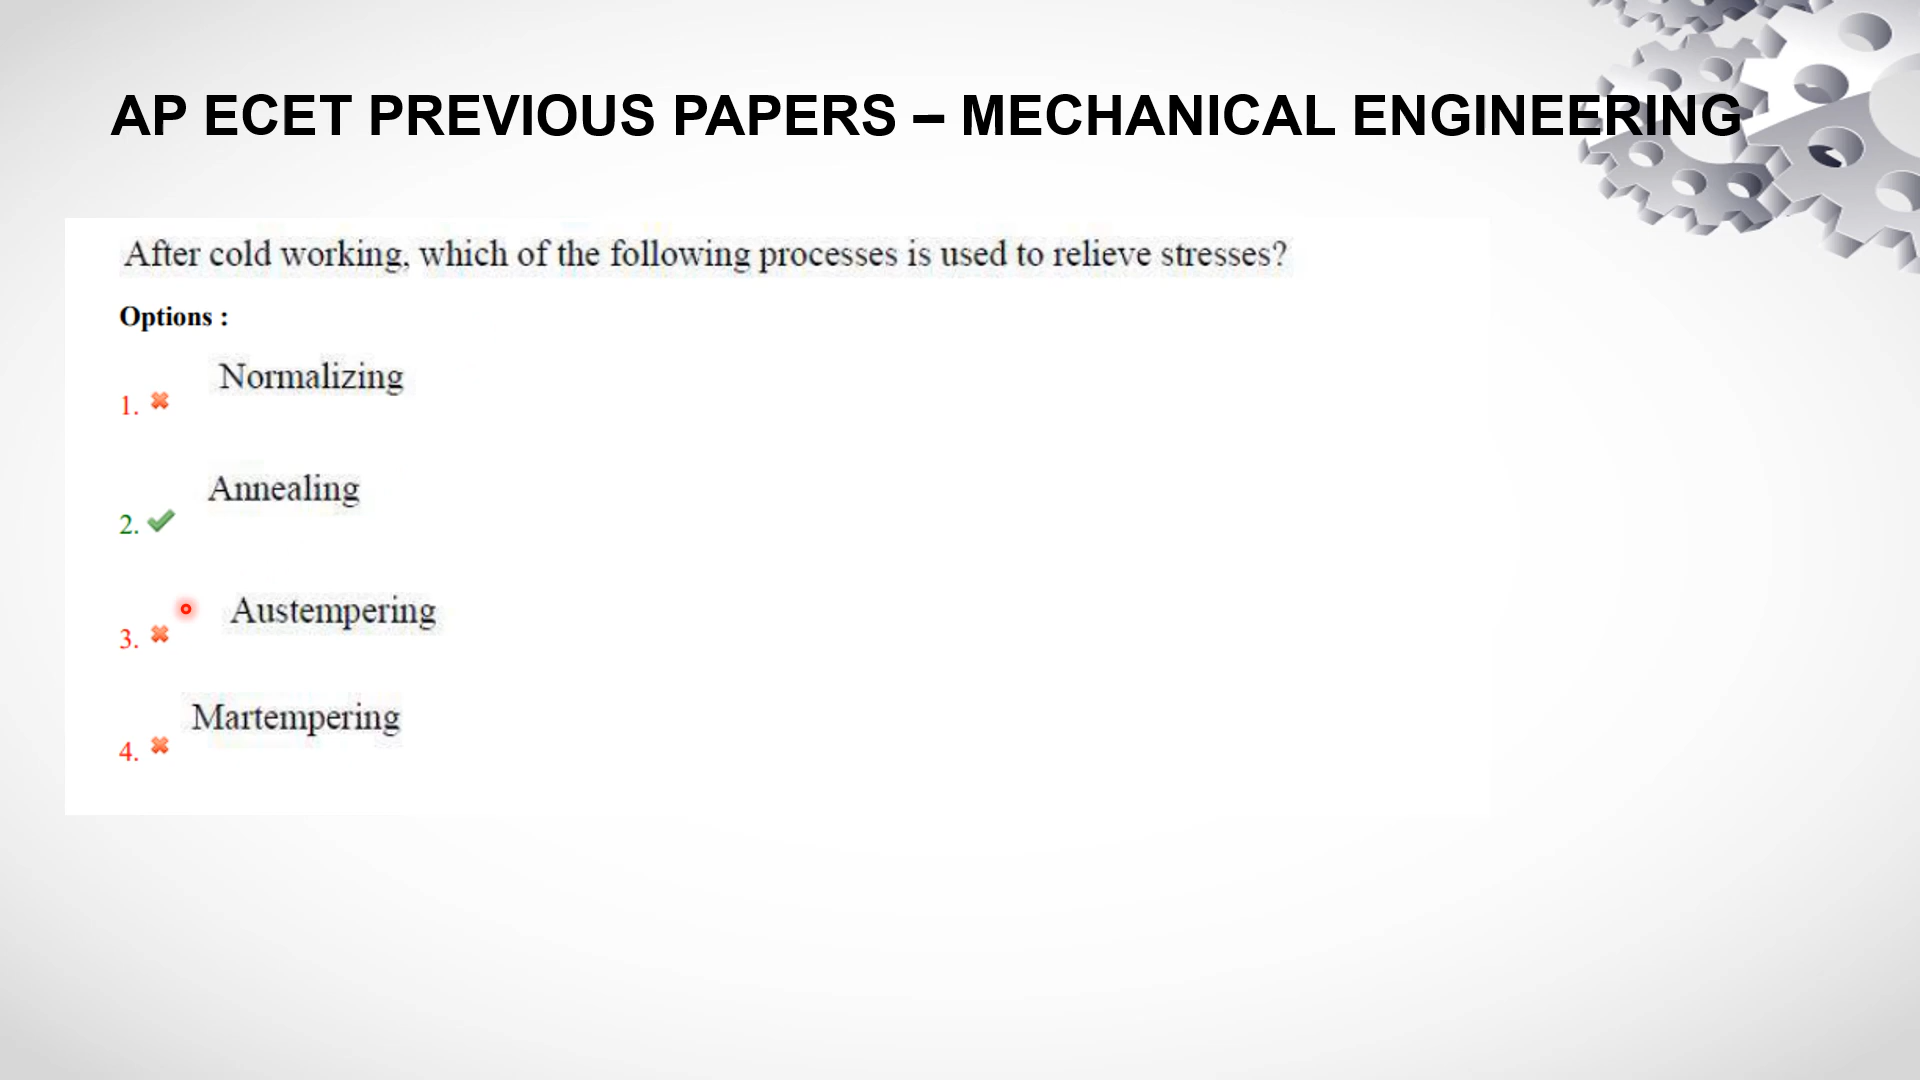 AP ECET PREVIOUS PAPERS – MECHANICAL ENGINEERING
After cold working, which of the following processes is used to relieve stresses?
Options :
Normalizing
1.
Annealing
2.
Austempering
3.
Martempering
4.